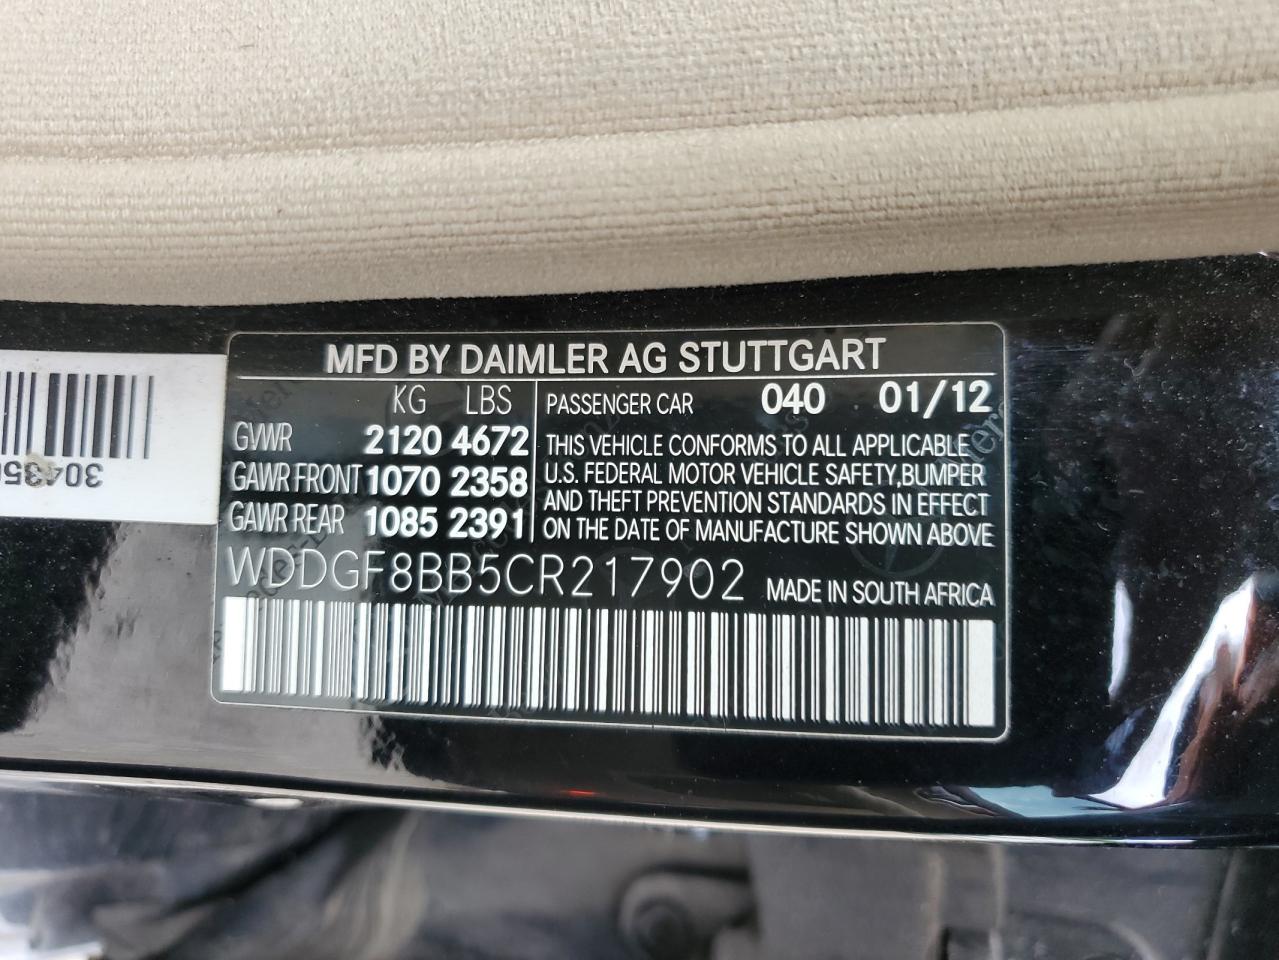 MFD BY DAIMLER AG STUTTGART
KG LBS
GVWR 2120 4672
GAWR FRONT 1070 2358
GAWR REAR 1085 2391
PASSENGER CAR 040 01/12
THIS VEHICLE CONFORMS TO ALL APPLICABLE
U.S. FEDERAL MOTOR VEHICLE SAFETY,BUMPER
AND THEFT PREVENTION STANDARDS IN EFFECT
ON THE DATE OF MANUFACTURE SHOWN ABOVE
WDDGF8BB5CR217902 MADE IN SOUTH AFRICA